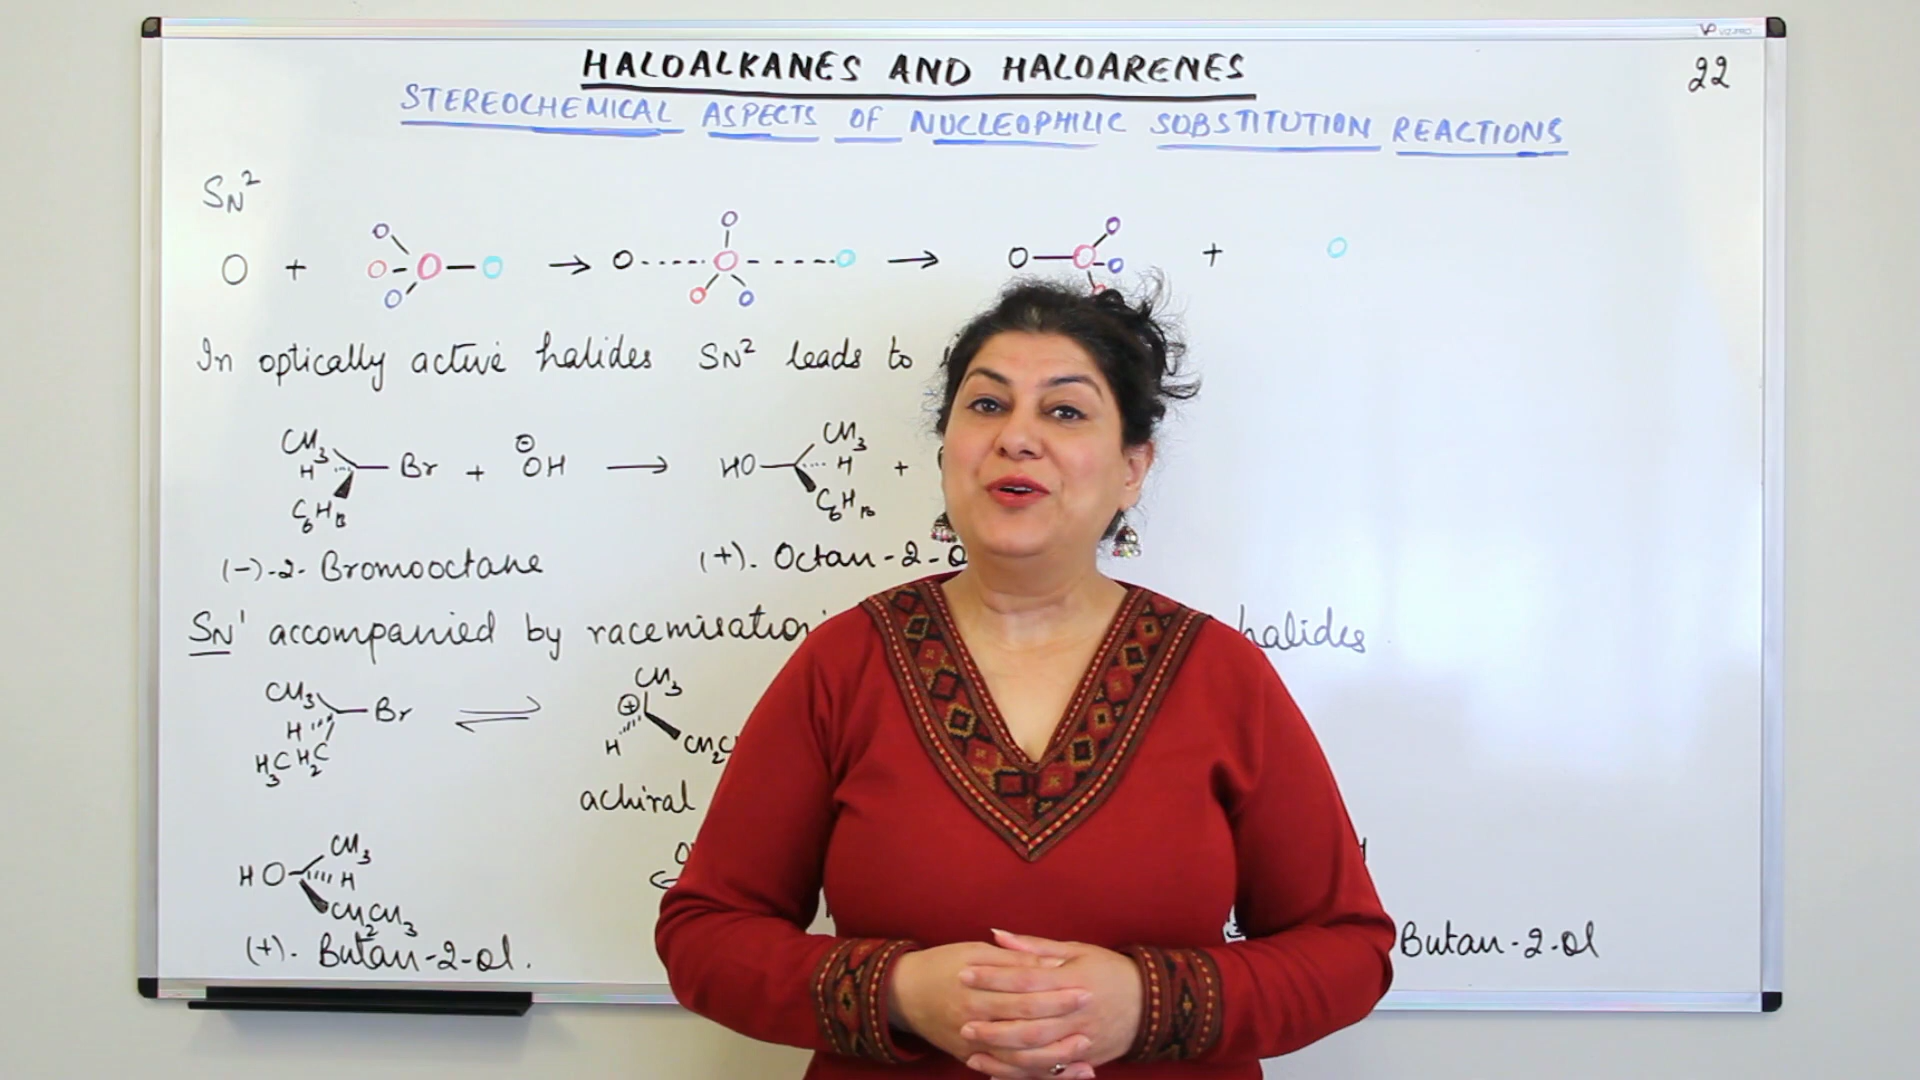 VIZ-PRO
HALOALKANES AND HALOARENES
22
STEREOCHEMICAL ASPECTS OF NUCLEOPHILIC SUBSTITUTION REACTIONS
SN²
O + → → +
In optically active halides SN² leads to
CH₃ H C₆H₁₃ Br + ⊖OH → HO CH₃ H C₆H₁₃ +
(-)-2-Bromooctane (+). Octan-2-o
SN¹ accompanied by racemisation halides
CH₃ H H₃CH₂C Br ⇌ CH₃ ⊕ H
achiral
HO CH₃ H CH₂CH₃
(+). Butan-2-ol. Butan-2-ol